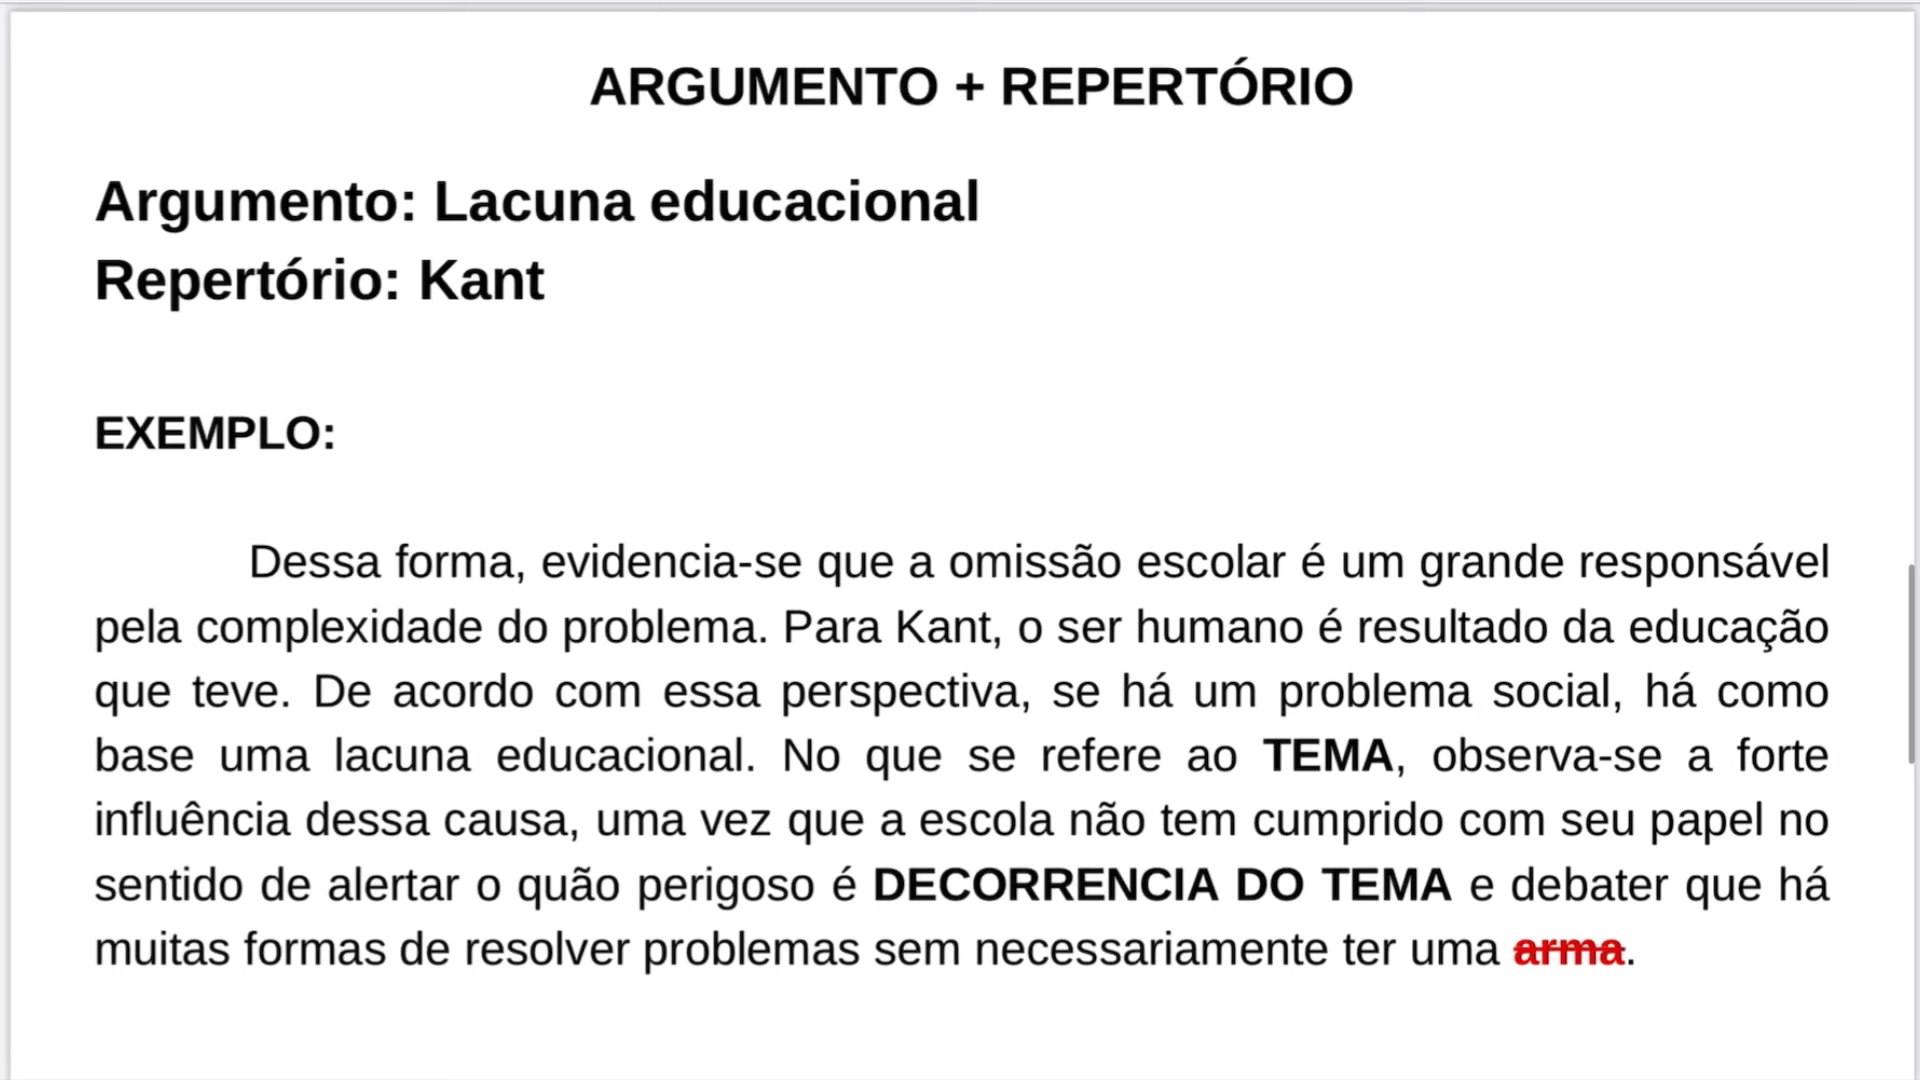 ARGUMENTO + REPERTÓRIO
Argumento: Lacuna educacional
Repertório: Kant
EXEMPLO:
Dessa forma, evidencia-se que a omissão escolar é um grande responsável
pela complexidade do problema. Para Kant, o ser humano é resultado da educação
que teve. De acordo com essa perspectiva, se há um problema social, há como
base uma lacuna educacional. No que se refere ao TEMA, observa-se a forte
influência dessa causa, uma vez que a escola não tem cumprido com seu papel no
sentido de alertar o quão perigoso é DECORRENCIA DO TEMA e debater que há
muitas formas de resolver problemas sem necessariamente ter uma arma.